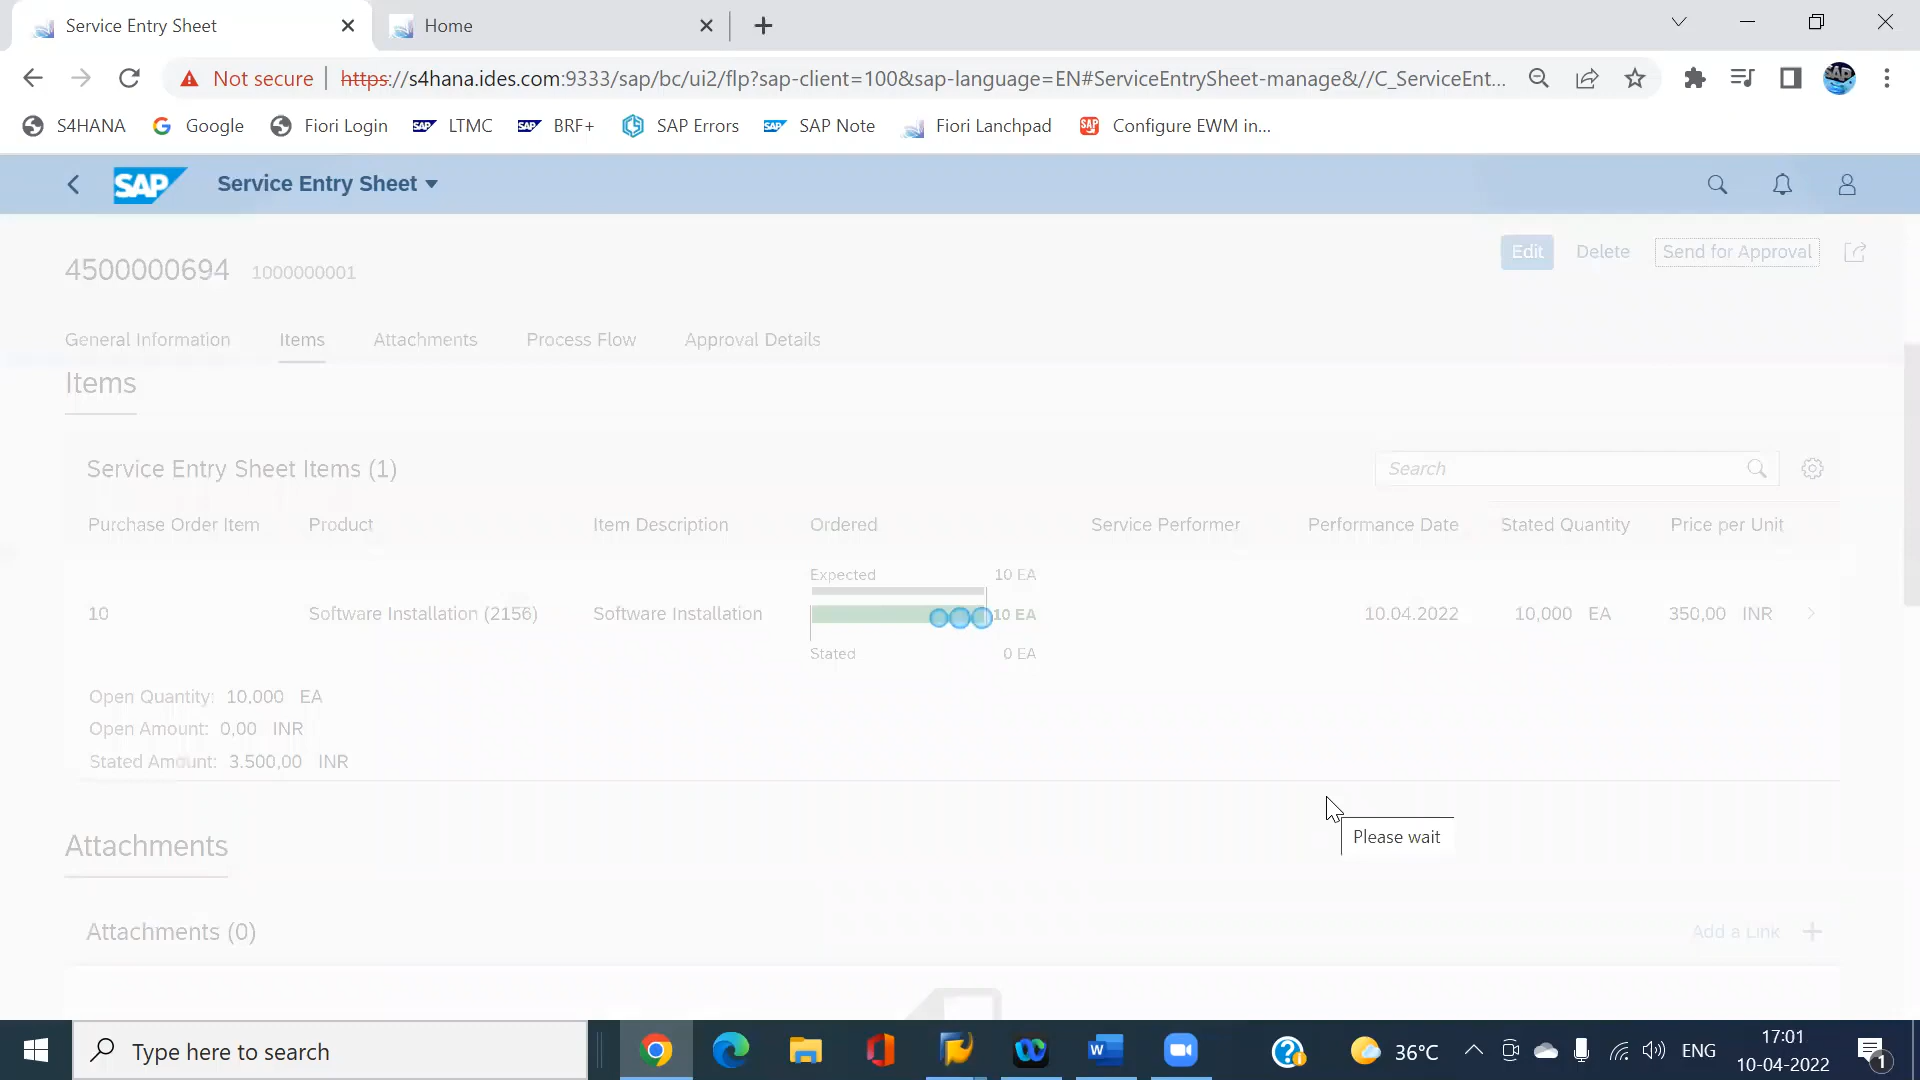 Service Entry Sheet
Home
Not secure
https://s4hana.ides.com:9333/sap/bc/ui2/flp?sap-client=100&sap-language=EN#ServiceEntrySheet-manage&//C_ServiceEnt...
S4HANA
Google
Fiori Login
SAP LTMC
SAP BRF+
SAP Errors
SAP SAP Note
Fiori Lanchpad
SAP Configure EWM in...
SAP
Service Entry Sheet
4500000694
1000000001
Edit
Delete
Send for Approval
General Information
Items
Attachments
Process Flow
Approval Details
Items
Service Entry Sheet Items (1)
Search
Purchase Order Item
Product
Item Description
Ordered
Service Performer
Performance Date
Stated Quantity
Price per Unit
Expected 10 EA
10
Software Installation (2156)
Software Installation
10 EA
10.04.2022
10,000 EA
350,00 INR
Stated 0 EA
Open Quantity: 10,000 EA
Open Amount: 0,00 INR
Stated Amount: 3.500,00 INR
Please wait
Attachments
Attachments (0)
Add a Link
Type here to search
36°C
ENG
17:01
10-04-2022
1